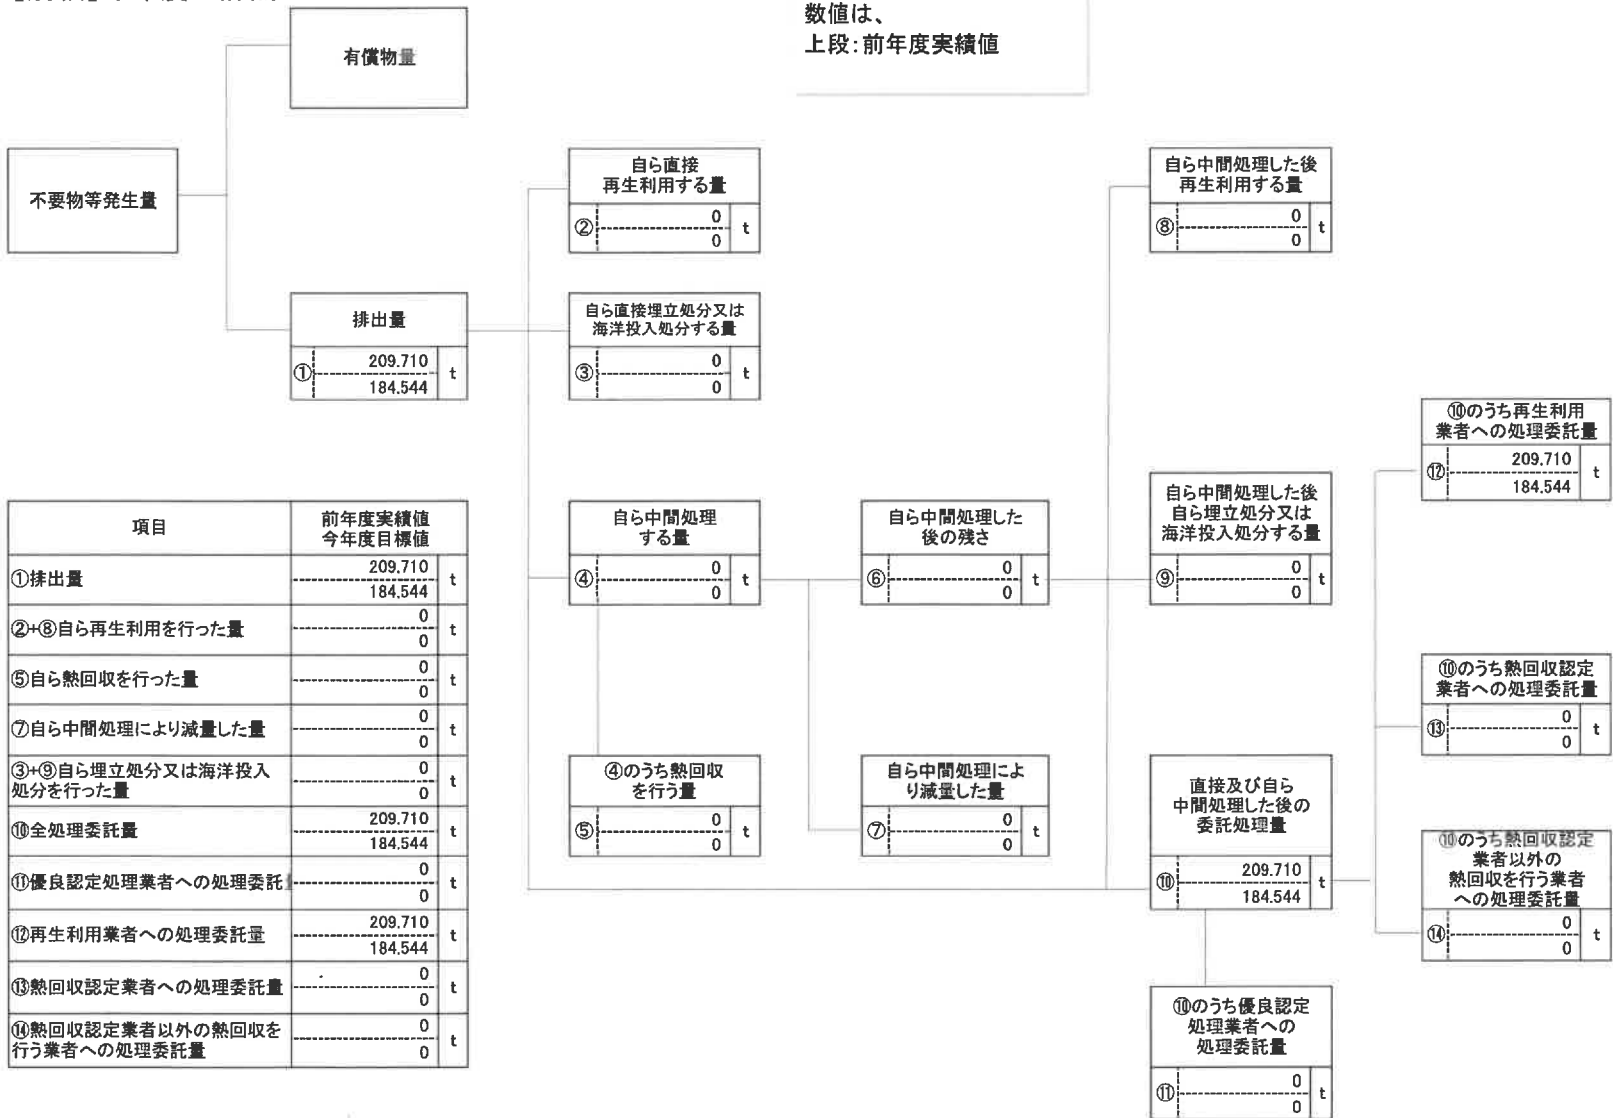 数値は、
上段:前年度実績値
有償物量
不要物等発生量
排出量
① 209.710 t
184.544
自ら直接
再生利用する量
② 0 t
0
自ら直接埋立処分又は
海洋投入処分する量
③ 0 t
0
自ら中間処理した後
再生利用する量
⑧ 0 t
0
⑩のうち再生利用
業者への処理委託量
⑫ 209.710 t
184.544
項目
前年度実績値
今年度目標値
①排出量 209.710 t
184.544
②+⑧自ら再生利用を行った量 0 t
0
⑤自ら熱回収を行った量 0 t
0
⑦自ら中間処理により減量した量 0 t
0
③+⑨自ら埋立処分又は海洋投入
処分を行った量 0 t
0
⑩全処理委託量 209.710 t
184.544
⑪優良認定処理業者への処理委託 0 t
0
⑫再生利用業者への処理委託量 209.710 t
184.544
⑬熱回収認定業者への処理委託量 0 t
0
⑭熱回収認定業者以外の熱回収を
行う業者への処理委託量 0 t
0
自ら中間処理
する量
④ 0 t
0
自ら中間処理した
後の残さ
⑥ 0 t
0
自ら中間処理した後
自ら埋立処分又は
海洋投入処分する量
⑨ 0 t
0
⑩のうち熱回収認定
業者への処理委託量
⑬ 0 t
0
④のうち熱回収
を行う量
⑤ 0 t
0
自ら中間処理によ
り減量した量
⑦ 0 t
0
直接及び自ら
中間処理した後の
委託処理量
⑩ 209.710 t
184.544
⑩のうち熱回収認定
業者以外の
熱回収を行う業者
への処理委託量
⑭ 0 t
0
⑩のうち優良認定
処理業者への
処理委託量
⑪ 0 t
0